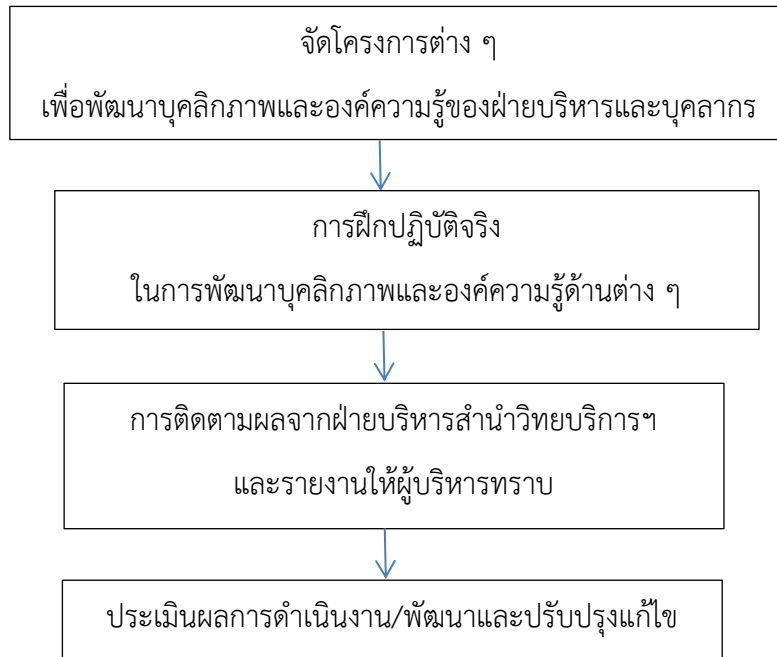 จัดโครงการต่าง ๆ
เพื่อพัฒนาบุคลิกภาพและองค์ความรู้ของฝ่ายบริหารและบุคลากร
การฝึกปฏิบัติจริง
ในการพัฒนาบุคลิกภาพและองค์ความรู้ด้านต่าง ๆ
การติดตามผลจากฝ่ายบริหารสำนำวิทยบริการฯ
และรายงานให้ผู้บริหารทราบ
ประเมินผลการดำเนินงาน/พัฒนาและปรับปรุงแก้ไข